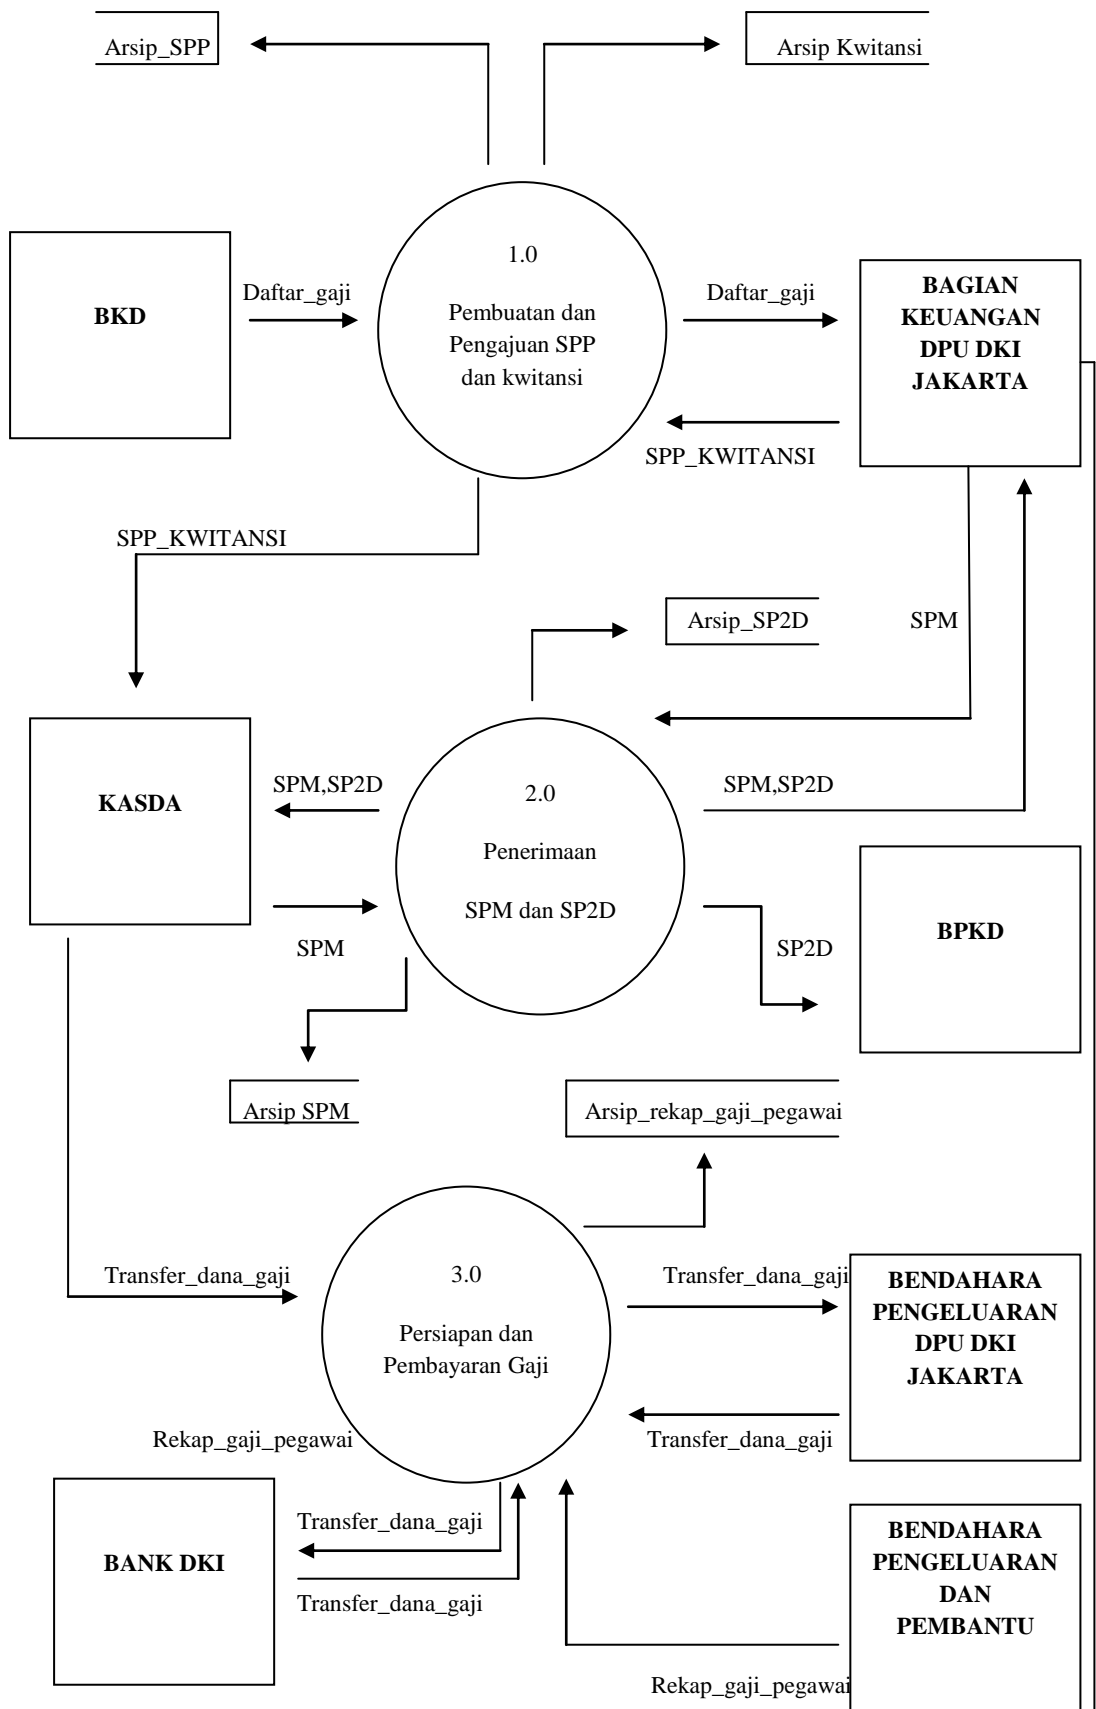 Arsip_SPP
Arsip Kwitansi
1.0
Pembuatan dan
Pengajuan SPP
dan kwitansi
BKD
Daftar_gaji
Daftar_gaji
BAGIAN
KEUANGAN
DPU DKI
JAKARTA
SPP_KWITANSI
SPP_KWITANSI
Arsip_SP2D
SPM
KASDA
SPM,SP2D
2.0
Penerimaan
SPM dan SP2D
SPM,SP2D
BPKD
SPM
SP2D
Arsip SPM
Arsip_rekap_gaji_pegawai
Transfer_dana_gaji
3.0
Persiapan dan
Pembayaran Gaji
Transfer_dana_gaji
BENDAHARA
PENGELUARAN
DPU DKI
JAKARTA
Rekap_gaji_pegawai
Transfer_dana_gaji
BANK DKI
Transfer_dana_gaji
Transfer_dana_gaji
BENDAHARA
PENGELUARAN
DAN
PEMBANTU
Rekap_gaji_pegawai